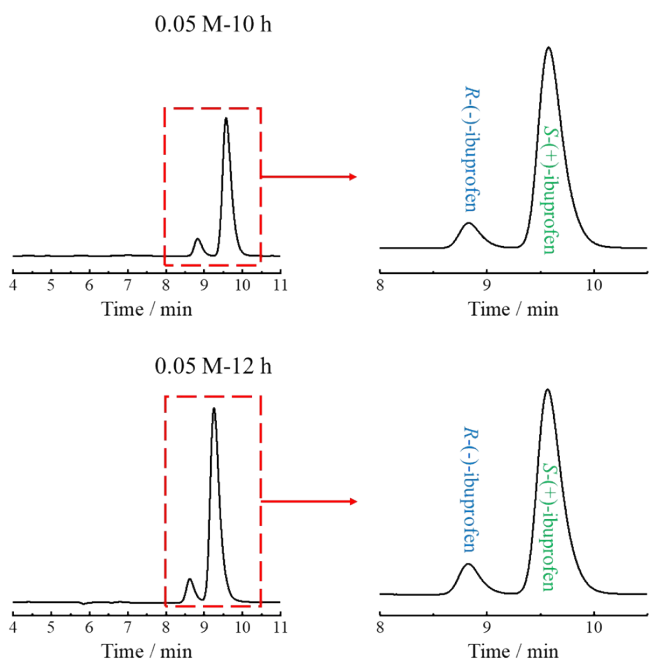 0.05 M-10 h
R-(-)-ibuprofen
S-(+)-ibuprofen
4 5 6 7 8 9 10 11
Time / min
8 9 10
Time / min
0.05 M-12 h
R-(-)-ibuprofen
S-(+)-ibuprofen
4 5 6 7 8 9 10 11
Time / min
8 9 10
Time / min